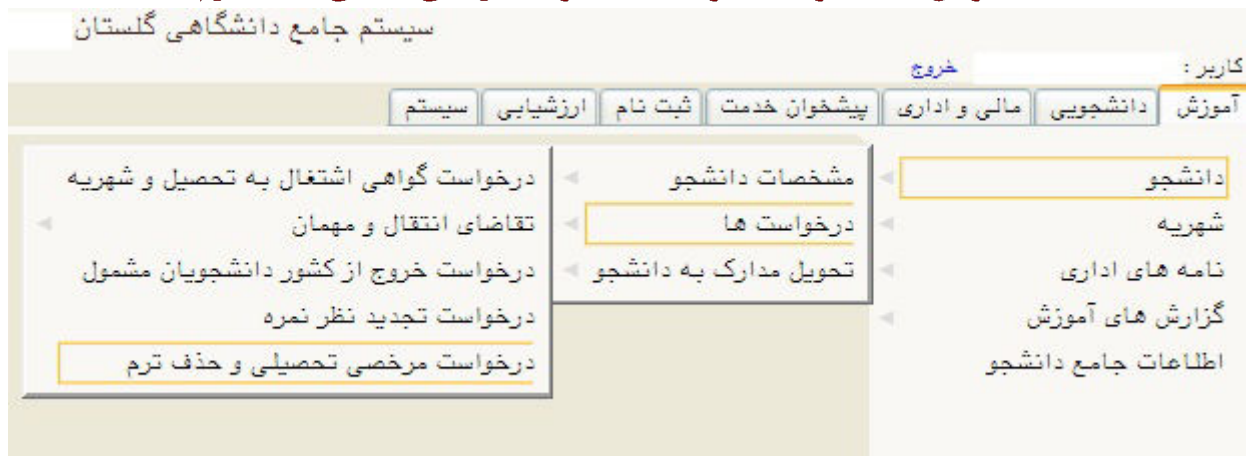 سیستم جامع دانشگاهی گلستان
کاربر : خروج
آموزش دانشجویی مالی و اداری پیشخوان خدمت ثبت نام ارزشیابی سیستم
دانشجو
شهریه
نامه های اداری
گزارش های آموزش
اطلاعات جامع دانشجو
مشخصات دانشجو
درخواست ها
تحویل مدارک به دانشجو
درخواست گواهی اشتغال به تحصیل و شهریه
تقاضای انتقال و مهمان
درخواست خروج از کشور دانشجویان مشمول
درخواست تجدید نظر نمره
درخواست مرخصی تحصیلی و حذف ترم